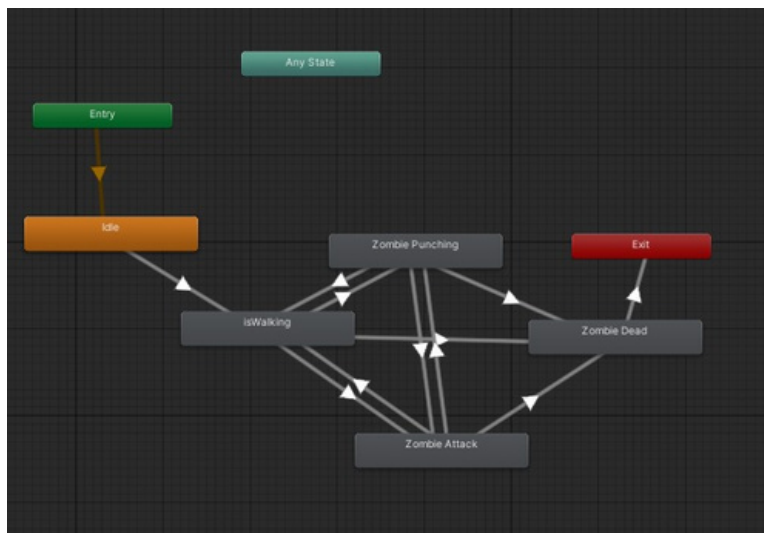 Any State
Entry
Idle
Zombie Punching
Exit
isWalking
Zombie Dead
Zombie Attack